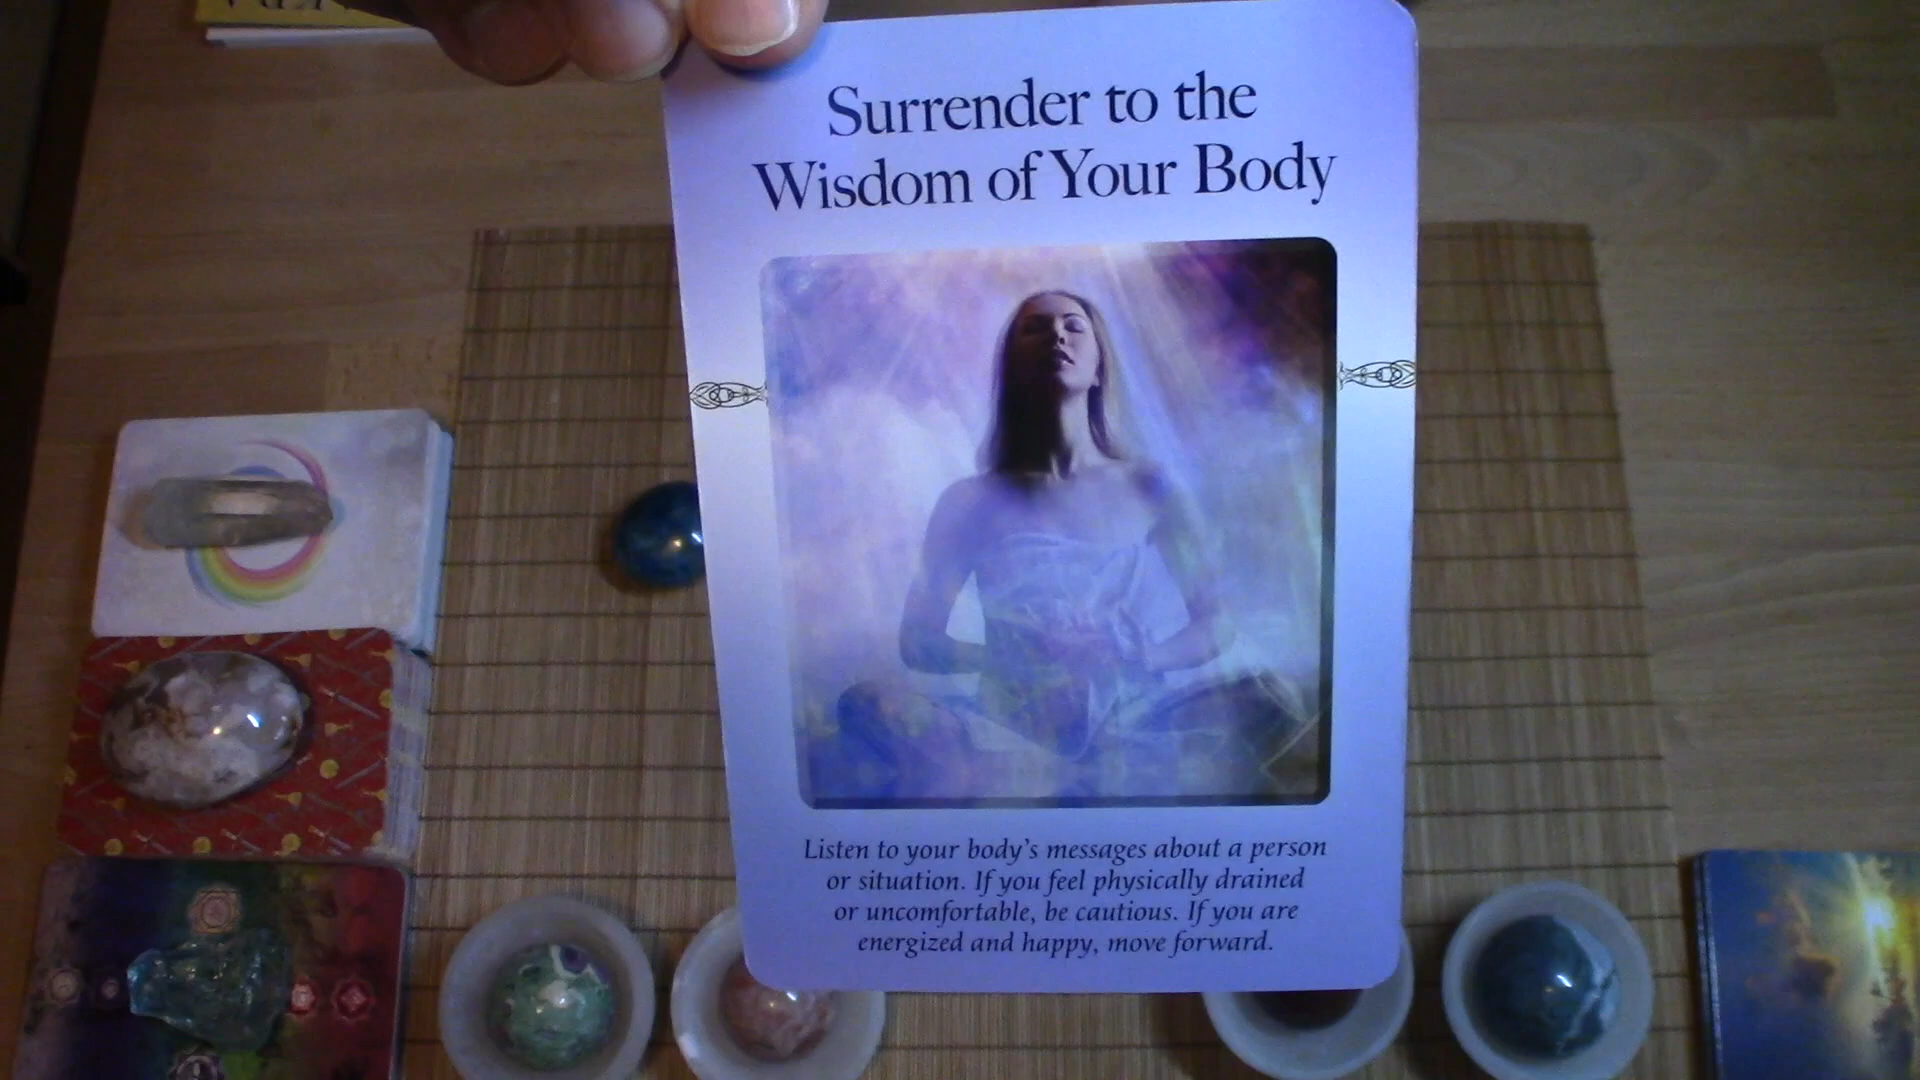 Surrender to the
Wisdom of Your Body
Listen to your body's messages about a person
or situation. If you feel physically drained
or uncomfortable, be cautious. If you are
energized and happy, move forward.